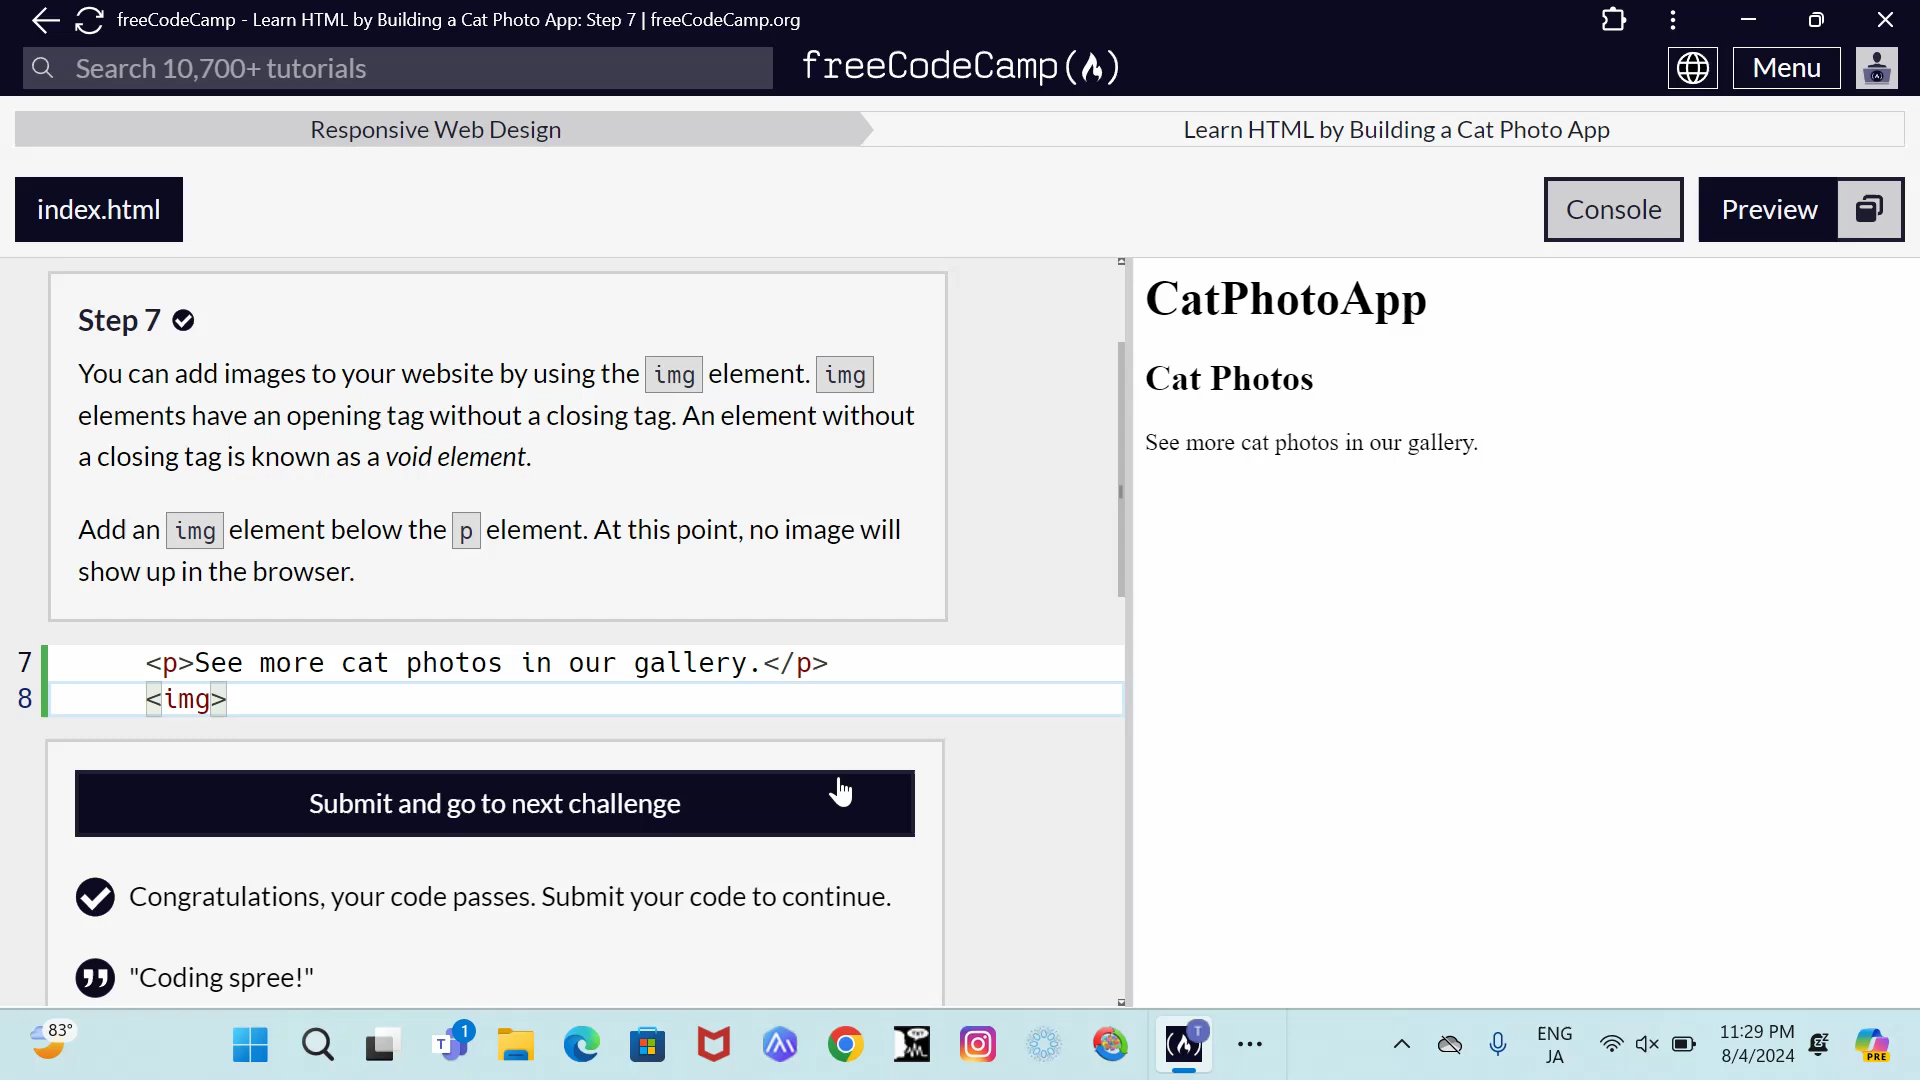 freeCodeCamp - Learn HTML by Building a Cat Photo App: Step 7 | freeCodeCamp.org
Search 10,700+ tutorials
freeCodeCamp
Menu
Responsive Web Design
Learn HTML by Building a Cat Photo App
index.html
Console
Preview
Step 7
You can add images to your website by using the img element. img
elements have an opening tag without a closing tag. An element without
a closing tag is known as a void element.
Add an img element below the p element. At this point, no image will
show up in the browser.
7 <p>See more cat photos in our gallery.</p>
8 <img>
Submit and go to next challenge
Congratulations, your code passes. Submit your code to continue.
"Coding spree!"
CatPhotoApp
Cat Photos
See more cat photos in our gallery.
83°
1
T
T
ENG
JA
11:29 PM
8/4/2024
PRE